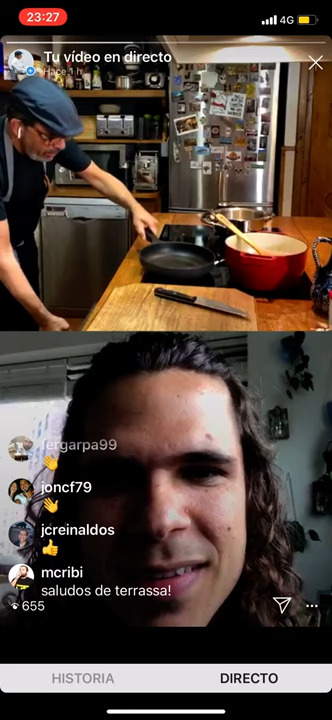 23:27
4G
Tu vídeo en directo
Hace 1 h
fergarpa99
👋
joncf79
👋
jcreinaldos
👍
mcribi
saludos de terrassa!
655
HISTORIA
DIRECTO